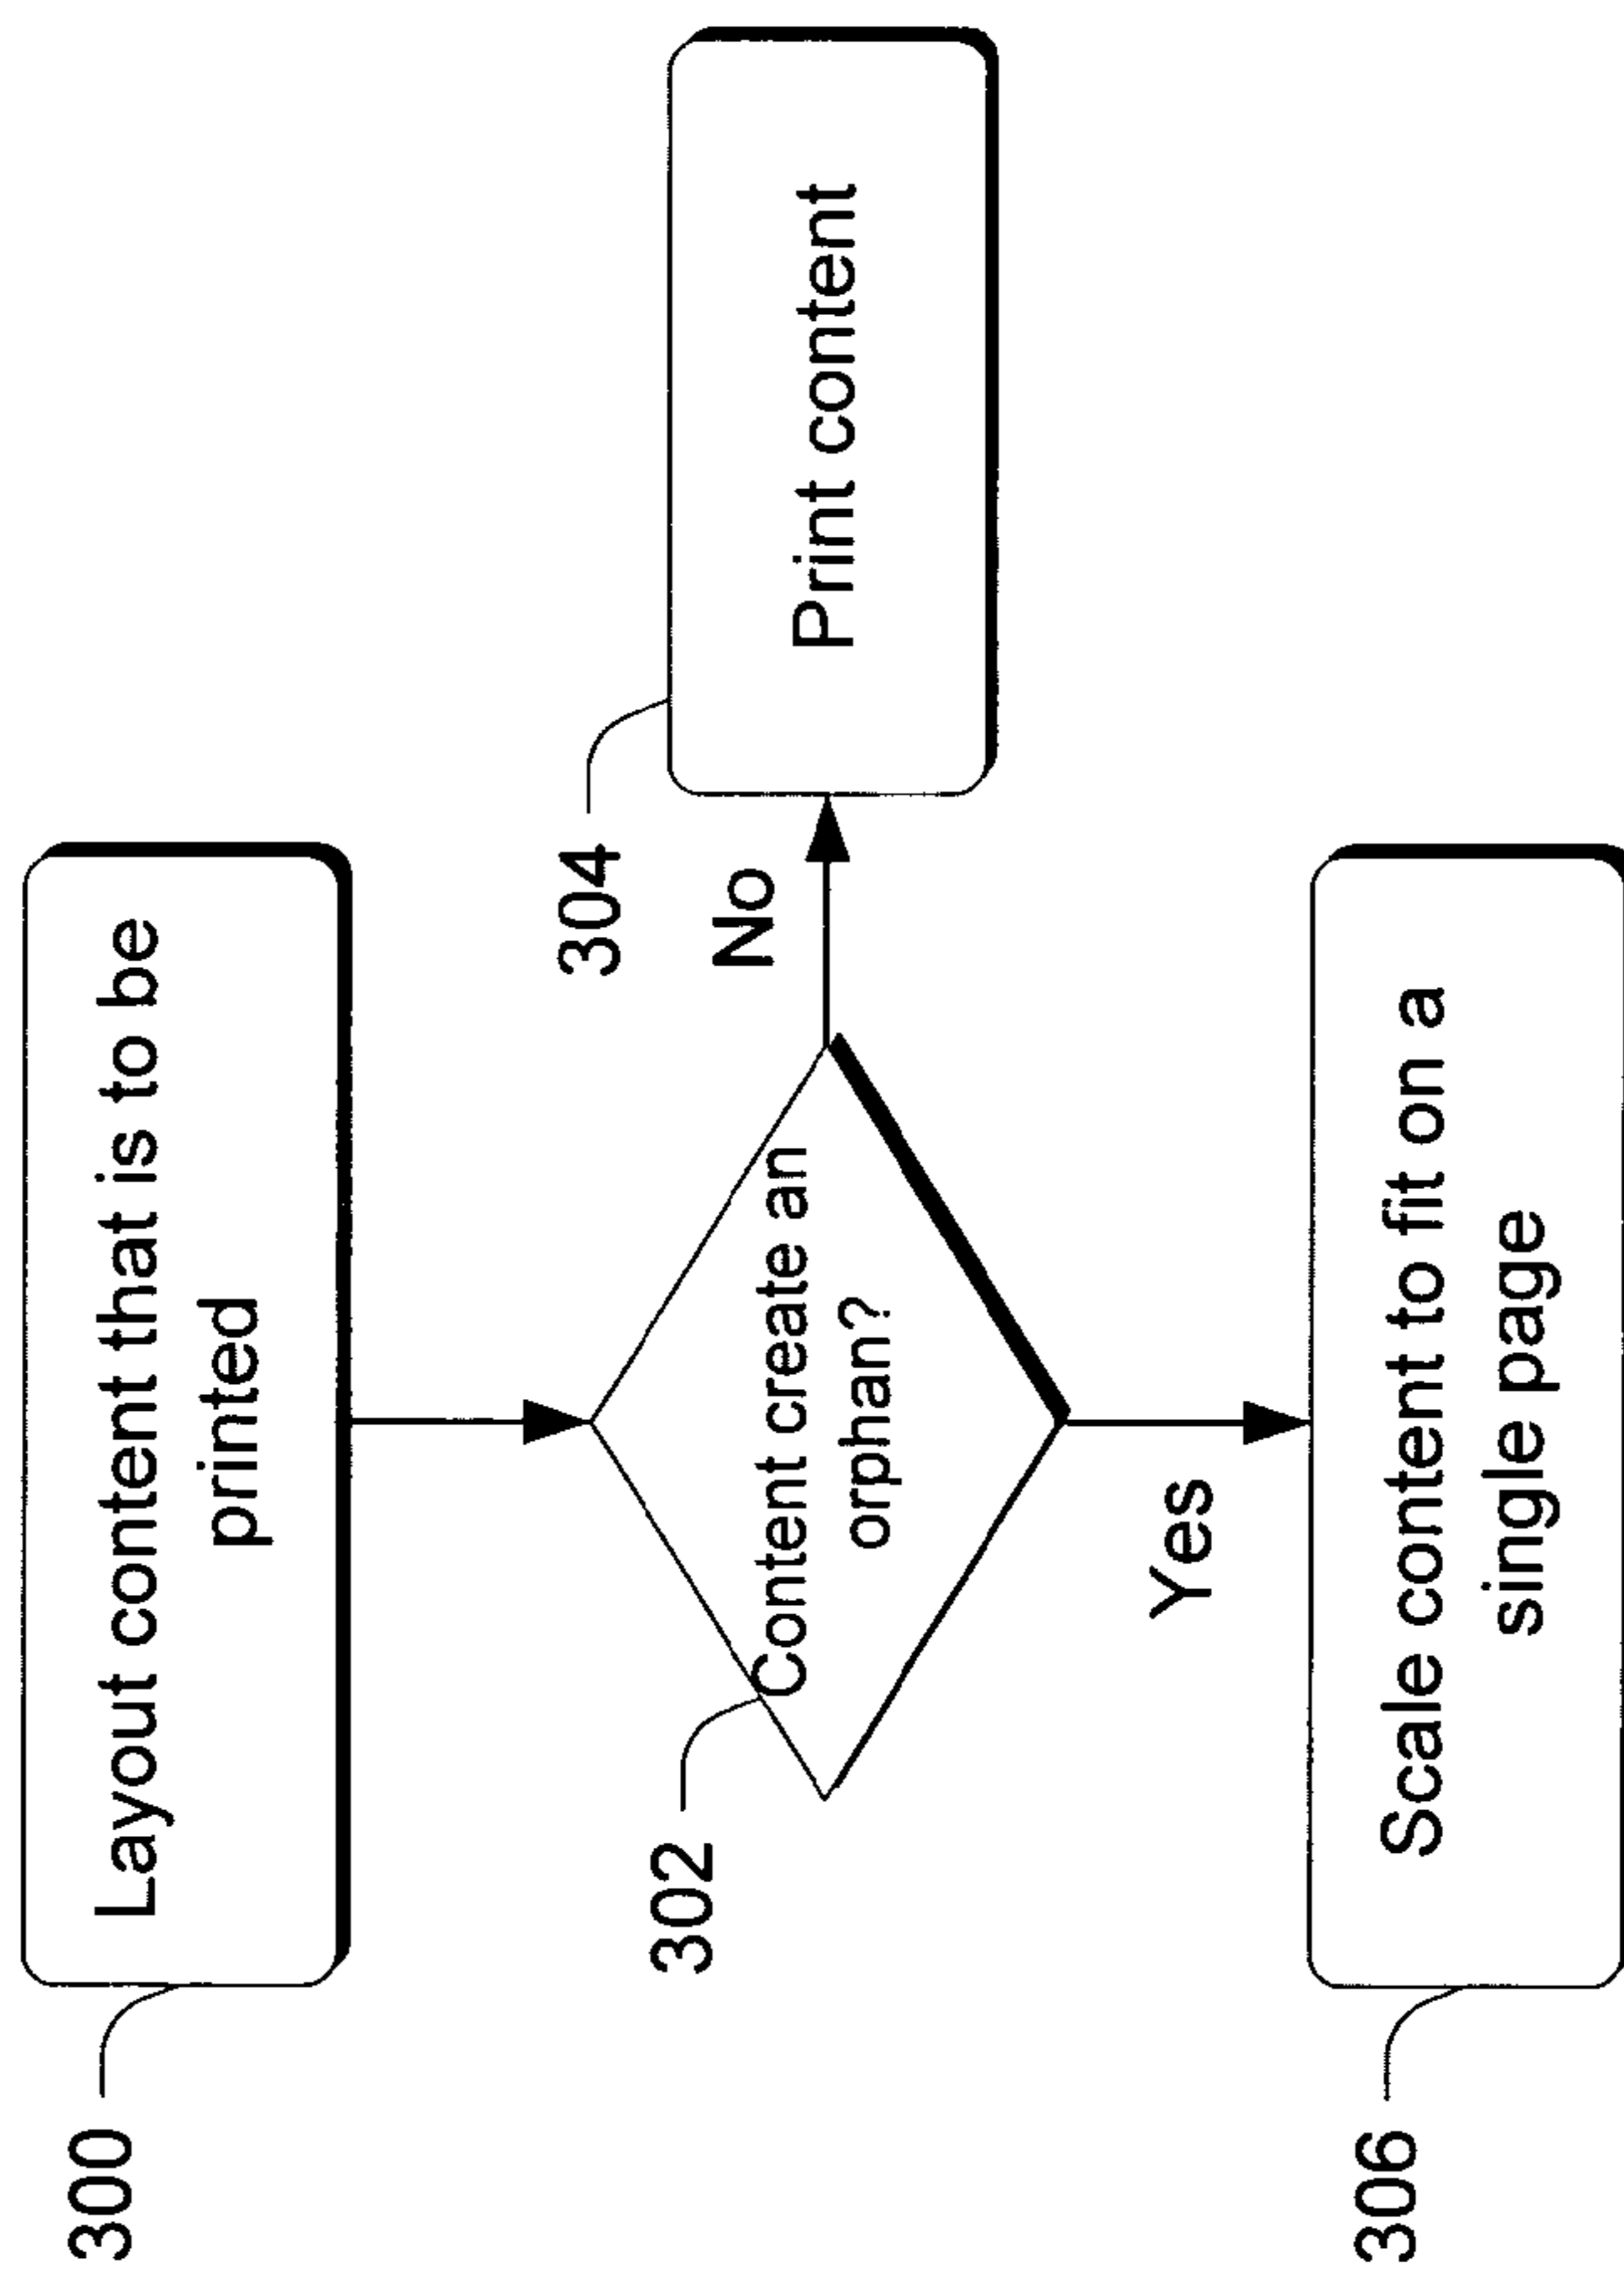 300
Layout content that is to be
printed
302
Content create an
orphan?
No
304
Print content
Yes
306
Scale content to fit on a
single page